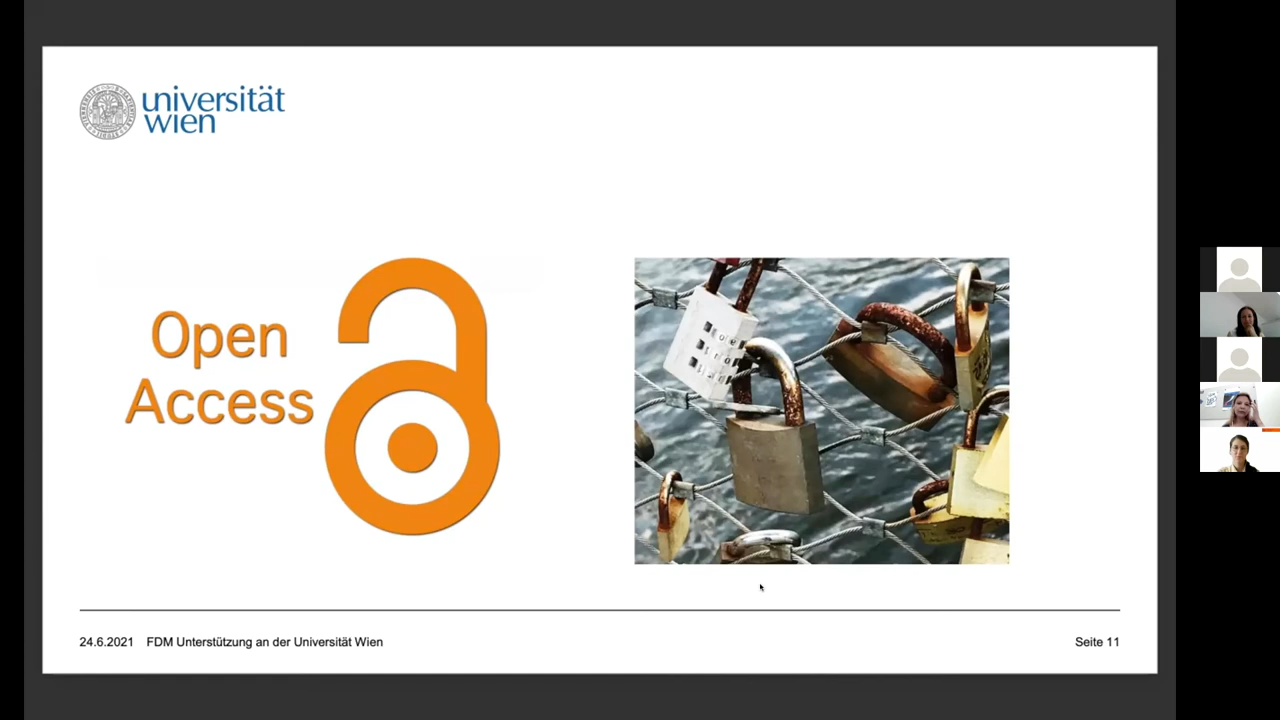 universität
wien
Open
Access
24.6.2021 FDM Unterstützung an der Universität Wien
Seite 11